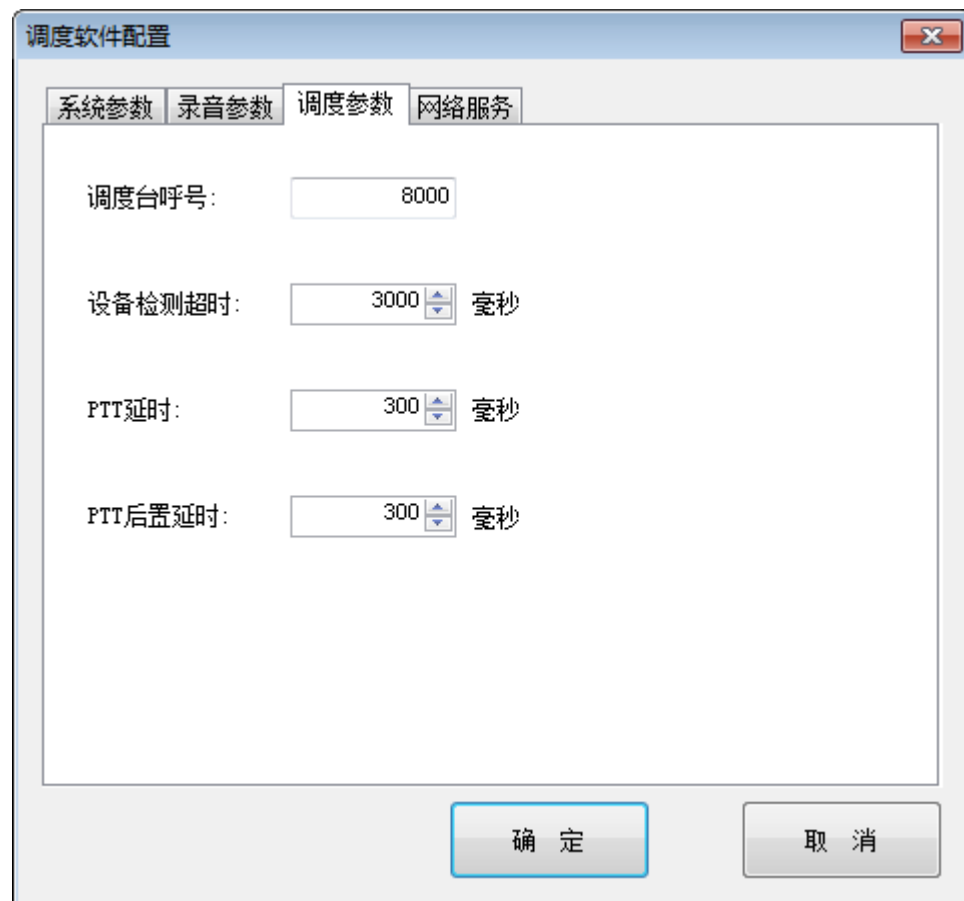 调度软件配置
系统参数 录音参数 调度参数 网络服务
调度台呼号: 8000
设备检测超时: 3000 毫秒
PTT延时: 300 毫秒
PTT后置延时: 300 毫秒
确 定 取 消